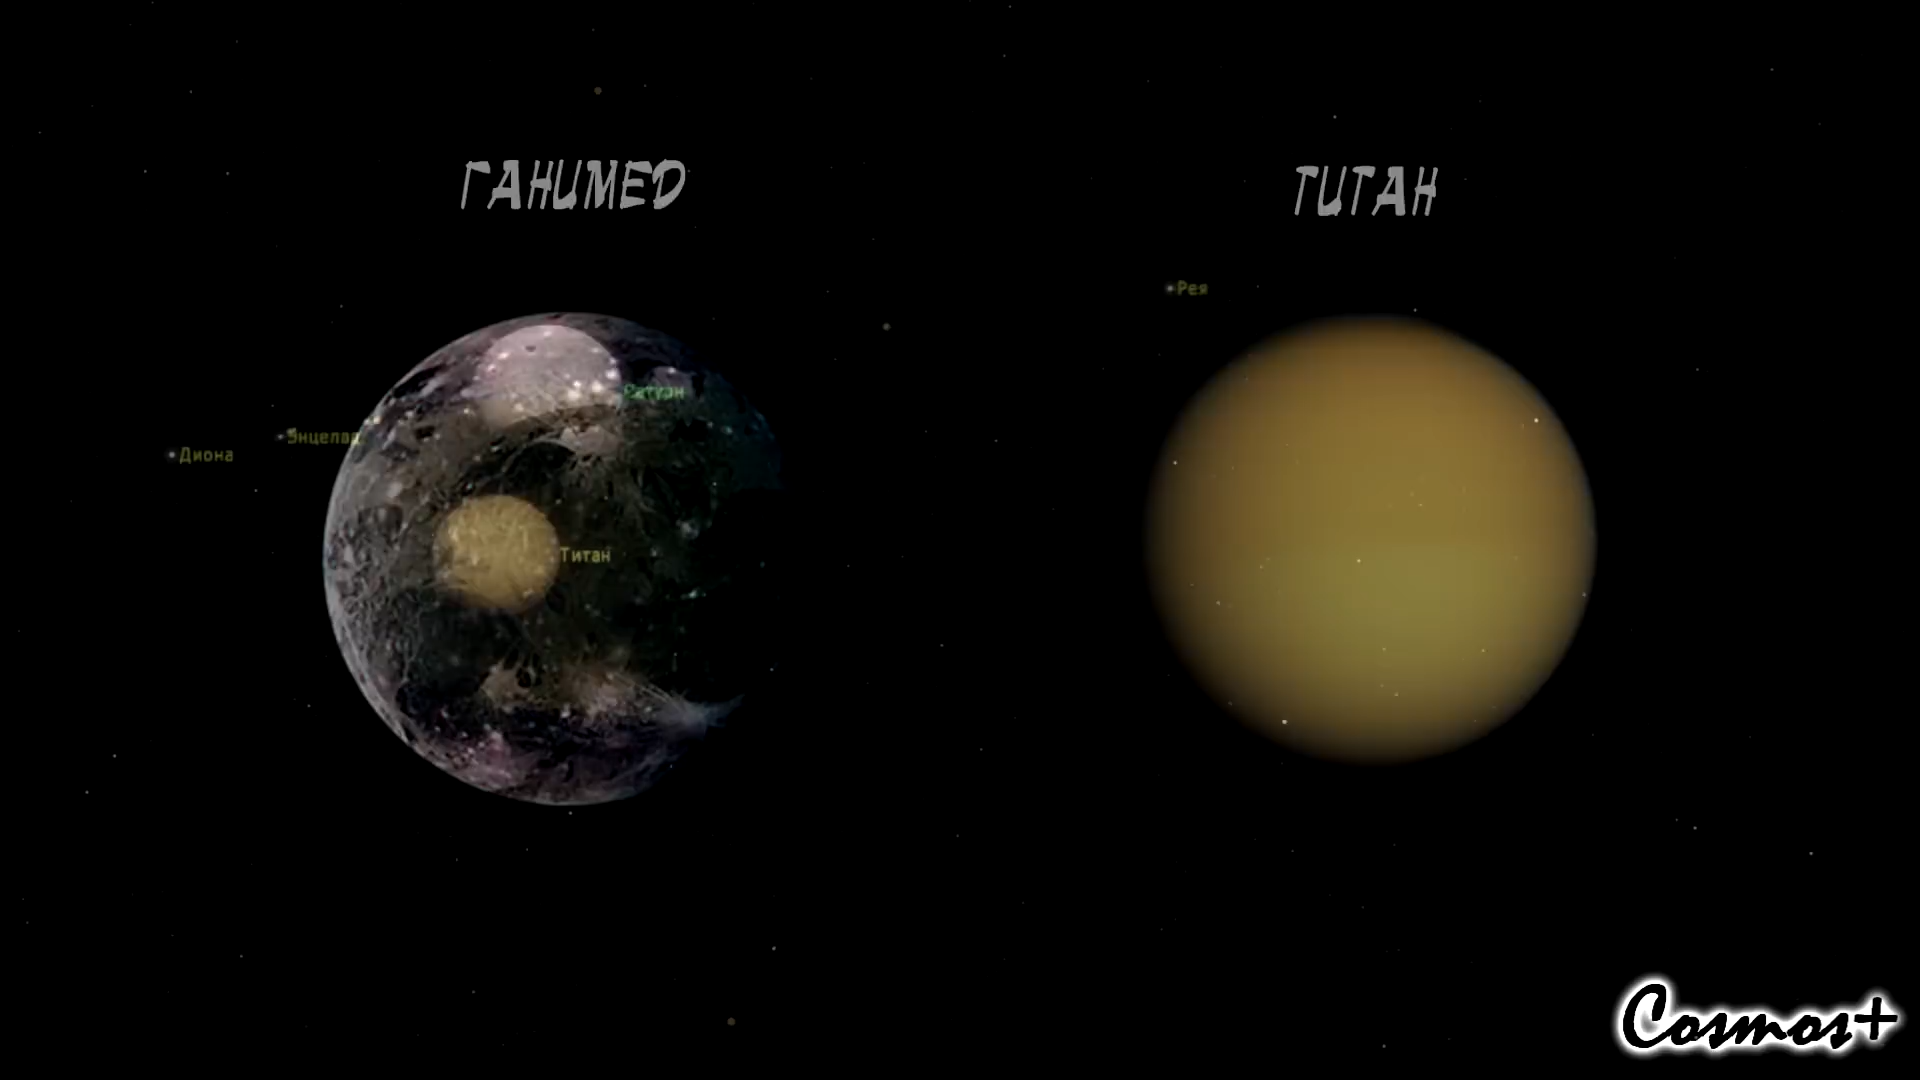 ГАНИМЕД
ТИТАН
Рея
Сатурн
Энцелад
Диона
Титан
Cosmos+